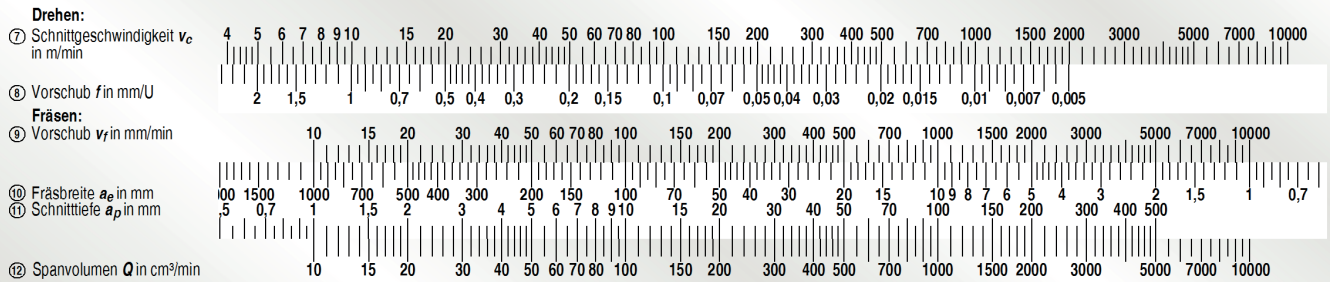 Drehen:
⑦ Schnittgeschwindigkeit vc 4 5 6 7 8 9 10 15 20 30 40 50 60 70 80 100 150 200 300 400 500 700 1000 1500 2000 3000 5000 7000 10000
in m/min
⑧ Vorschub f in mm/U 2 1,5 1 0,7 0,5 0,4 0,3 0,2 0,15 0,1 0,07 0,05 0,04 0,03 0,02 0,015 0,01 0,007 0,005
Fräsen:
⑨ Vorschub vf in mm/min 10 15 20 30 40 50 60 70 80 100 150 200 300 400 500 700 1000 1500 2000 3000 5000 7000 10000
⑩ Fräsbreite ae in mm 00 1500 1000 700 500 400 300 200 150 100 70 50 40 30 20 15 10 9 8 7 6 5 4 3 2 1,5 1 0,7
⑪ Schnitttiefe ap in mm ,5 0,7 1 1,5 2 3 4 5 6 7 8 9 10 15 20 30 40 50 70 100 150 200 300 400 500
⑫ Spanvolumen Q in cm³/min 10 15 20 30 40 50 60 70 80 100 150 200 300 400 500 700 1000 1500 2000 3000 5000 7000 10000